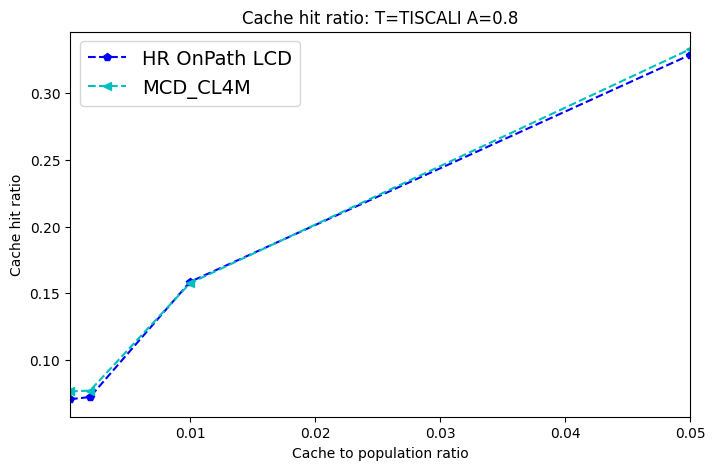 Cache hit ratio: T=TISCALI A=0.8
HR OnPath LCD
MCD_CL4M
Cache hit ratio
0.30
0.25
0.20
0.15
0.10
0.01
0.02
0.03
0.04
0.05
Cache to population ratio